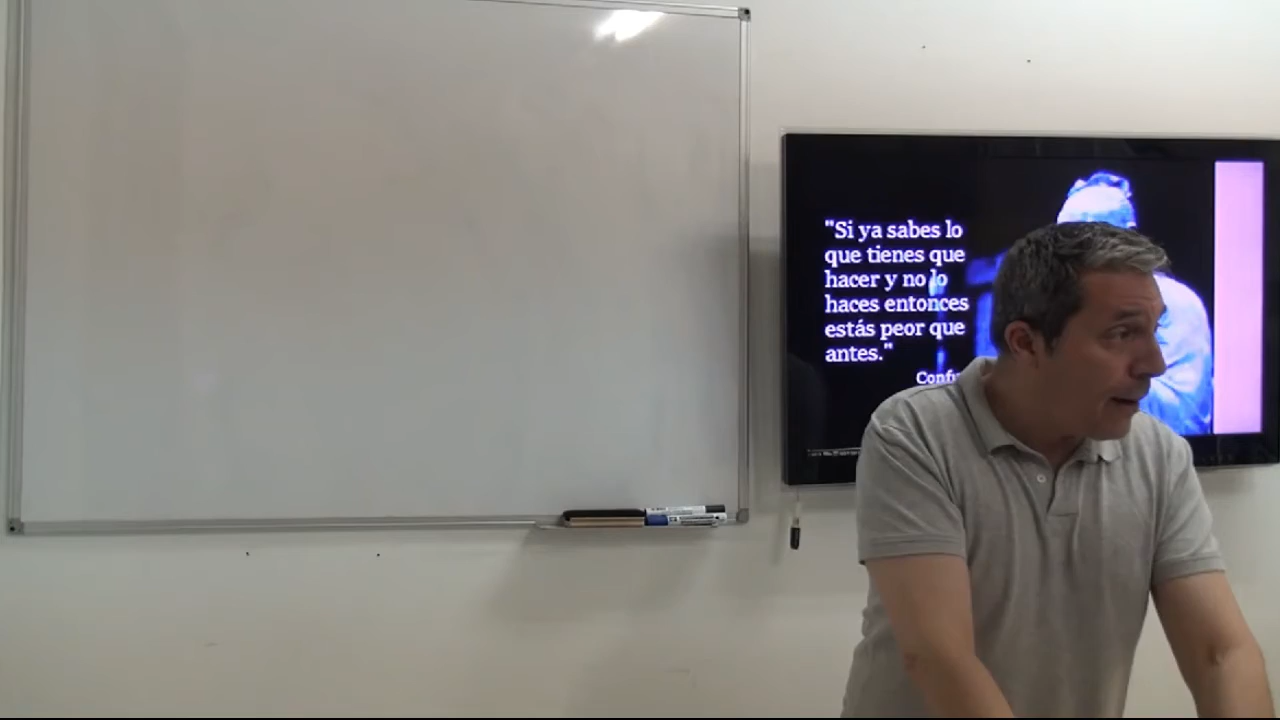 "Si ya sabes lo
que tienes que
hacer y no lo
haces entonces
estás peor que
antes."